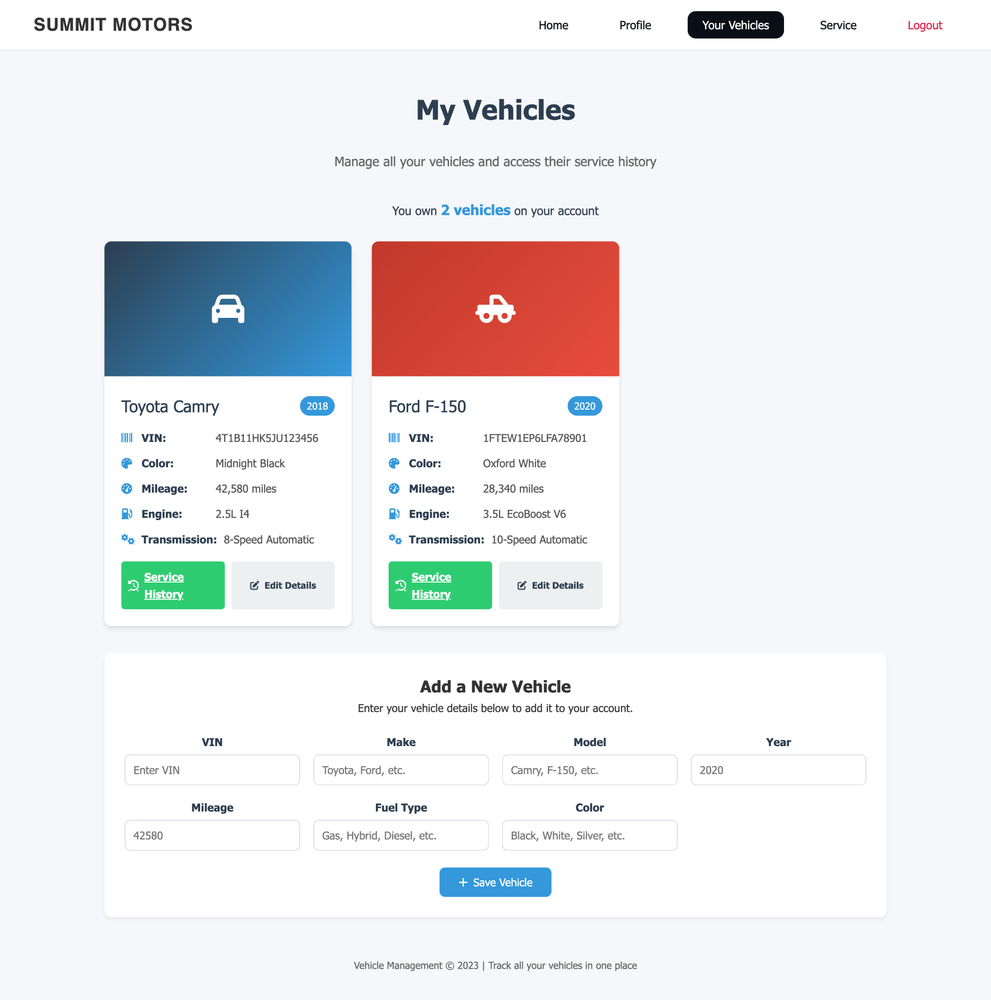 SUMMIT MOTORS
Home Profile Your Vehicles Service Logout
My Vehicles
Manage all your vehicles and access their service history
You own 2 vehicles on your account
Toyota Camry 2018
VIN: 4T1B11HK5JU123456
Color: Midnight Black
Mileage: 42,580 miles
Engine: 2.5L I4
Transmission: 8-Speed Automatic
Service
History
Edit Details
Ford F-150 2020
VIN: 1FTEW1EP6LFA78901
Color: Oxford White
Mileage: 28,340 miles
Engine: 3.5L EcoBoost V6
Transmission: 10-Speed Automatic
Service
History
Edit Details
Add a New Vehicle
Enter your vehicle details below to add it to your account.
VIN Make Model Year
Enter VIN Toyota, Ford, etc. Camry, F-150, etc. 2020
Mileage Fuel Type Color
42580 Gas, Hybrid, Diesel, etc. Black, White, Silver, etc.
+ Save Vehicle
Vehicle Management © 2023 | Track all your vehicles in one place